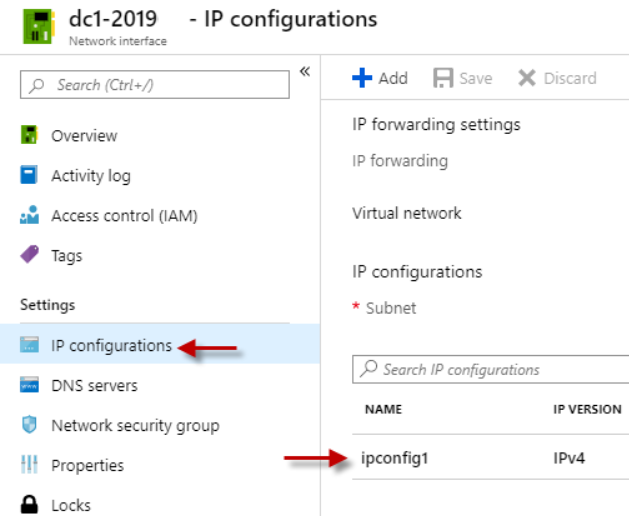 dc1-2019 - IP configurations
Network interface
Search (Ctrl+/)
«
Overview
Activity log
Access control (IAM)
Tags
Settings
IP configurations
DNS servers
Network security group
Properties
Locks
Add Save Discard
IP forwarding settings
IP forwarding
Virtual network
IP configurations
* Subnet
Search IP configurations
NAME IP VERSION
ipconfig1 IPv4